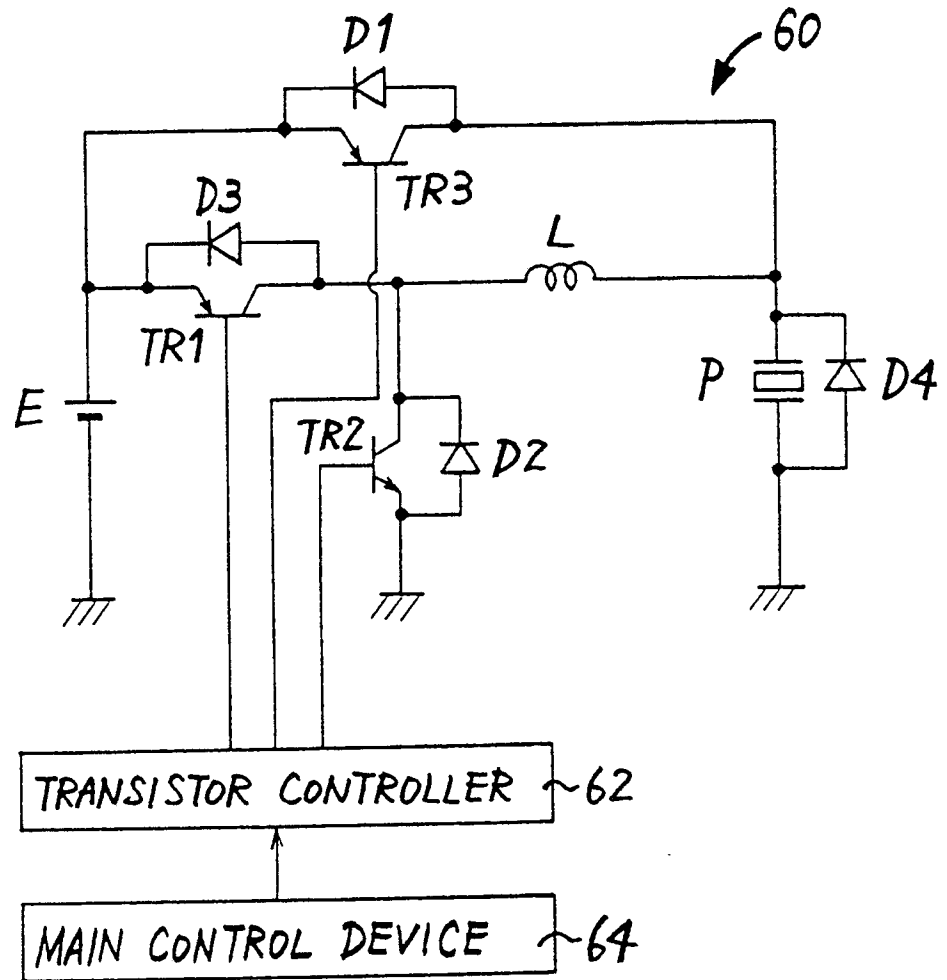 D1
60
TR3
D3
L
TR1
P
D4
E
TR2
D2
TRANSISTOR CONTROLLER
62
MAIN CONTROL DEVICE
64